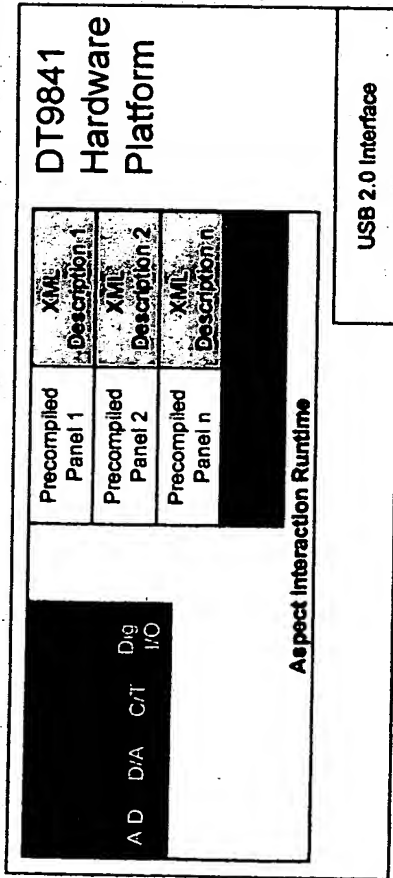 DT9841
Hardware
Platform
Precompiled
Panel 1
XML
Description 1
Precompiled
Panel 2
XML
Description 2
Precompiled
Panel n
XML
Description n
A D D/A C/T Dig
I/O
Aspect Interaction Runtime
USB 2.0 Interface